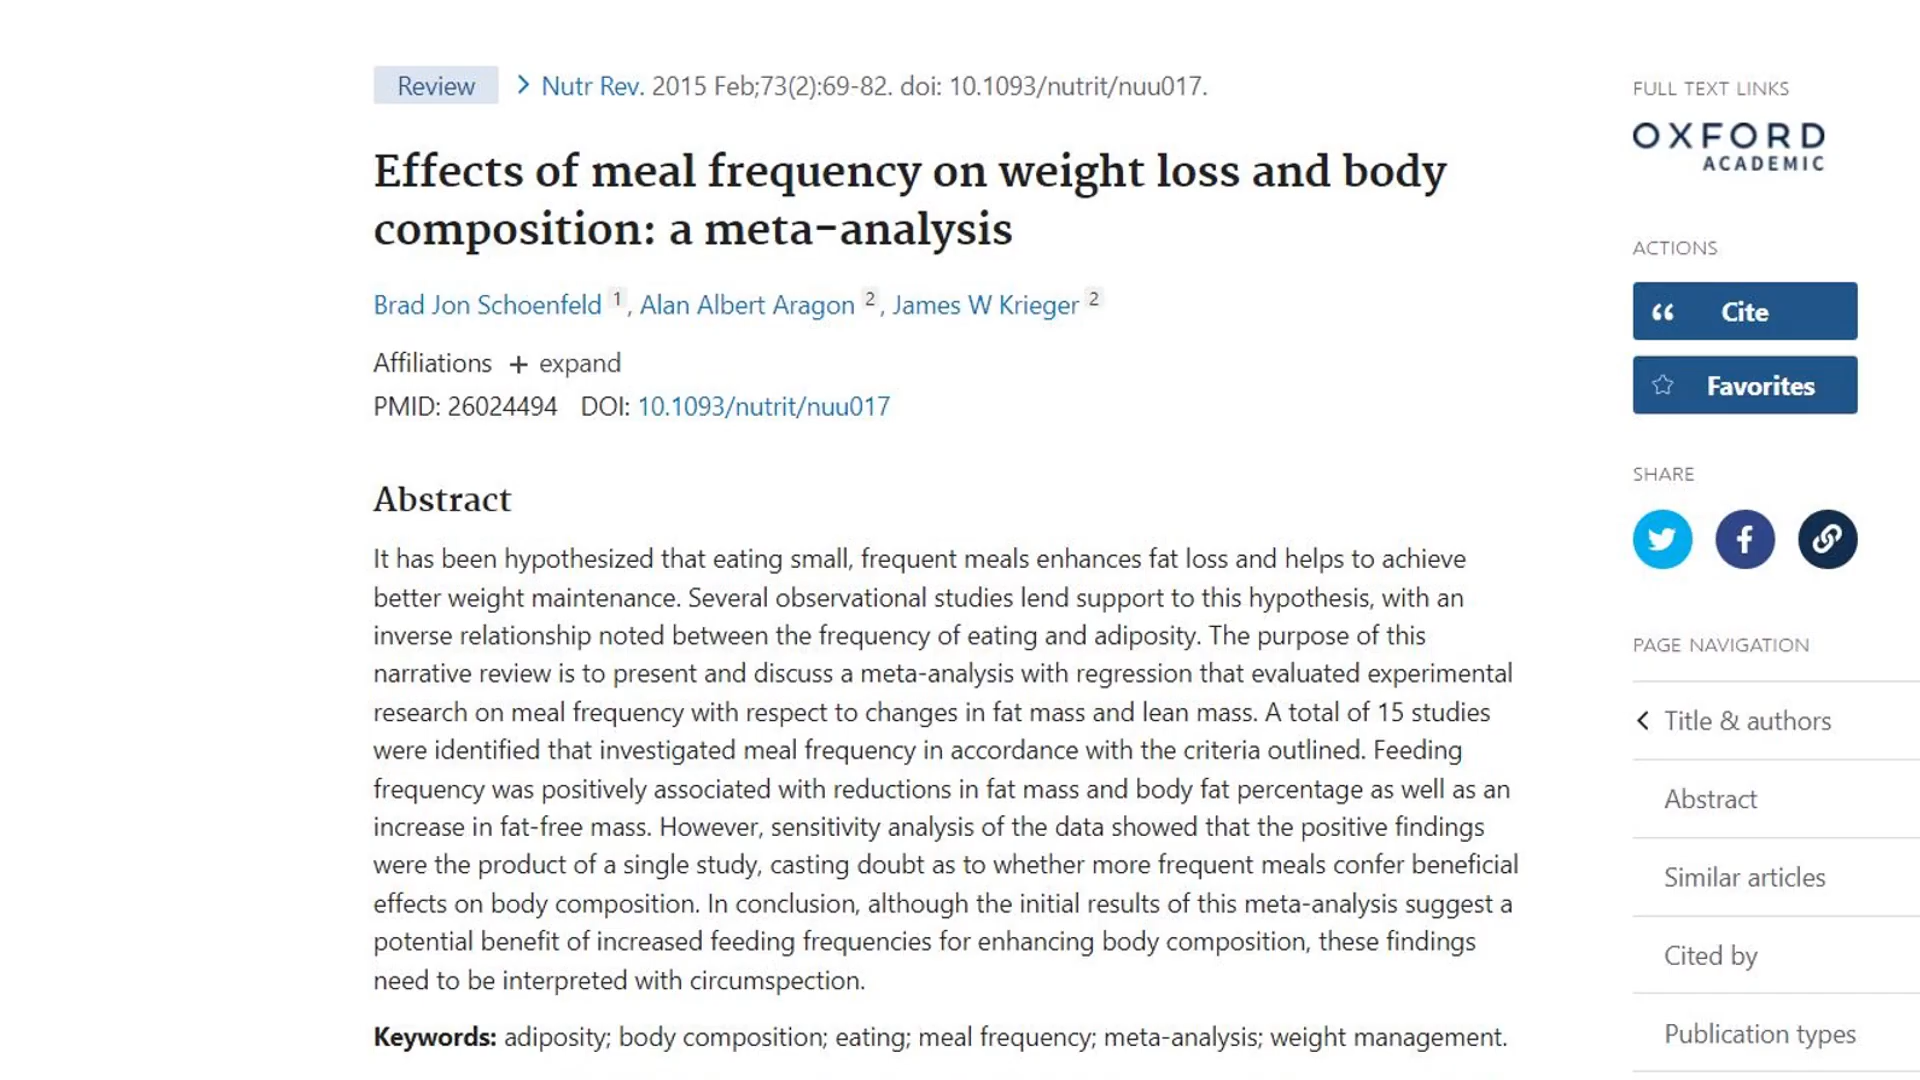 Review > Nutr Rev. 2015 Feb;73(2):69-82. doi: 10.1093/nutrit/nuu017.
Effects of meal frequency on weight loss and body
composition: a meta-analysis
Brad Jon Schoenfeld 1, Alan Albert Aragon 2, James W Krieger 2
Affiliations + expand
PMID: 26024494 DOI: 10.1093/nutrit/nuu017
Abstract
It has been hypothesized that eating small, frequent meals enhances fat loss and helps to achieve
better weight maintenance. Several observational studies lend support to this hypothesis, with an
inverse relationship noted between the frequency of eating and adiposity. The purpose of this
narrative review is to present and discuss a meta-analysis with regression that evaluated experimental
research on meal frequency with respect to changes in fat mass and lean mass. A total of 15 studies
were identified that investigated meal frequency in accordance with the criteria outlined. Feeding
frequency was positively associated with reductions in fat mass and body fat percentage as well as an
increase in fat-free mass. However, sensitivity analysis of the data showed that the positive findings
were the product of a single study, casting doubt as to whether more frequent meals confer beneficial
effects on body composition. In conclusion, although the initial results of this meta-analysis suggest a
potential benefit of increased feeding frequencies for enhancing body composition, these findings
need to be interpreted with circumspection.
Keywords: adiposity; body composition; eating; meal frequency; meta-analysis; weight management.
FULL TEXT LINKS
OXFORD
ACADEMIC
ACTIONS
Cite
Favorites
SHARE
PAGE NAVIGATION
Title & authors
Abstract
Similar articles
Cited by
Publication types